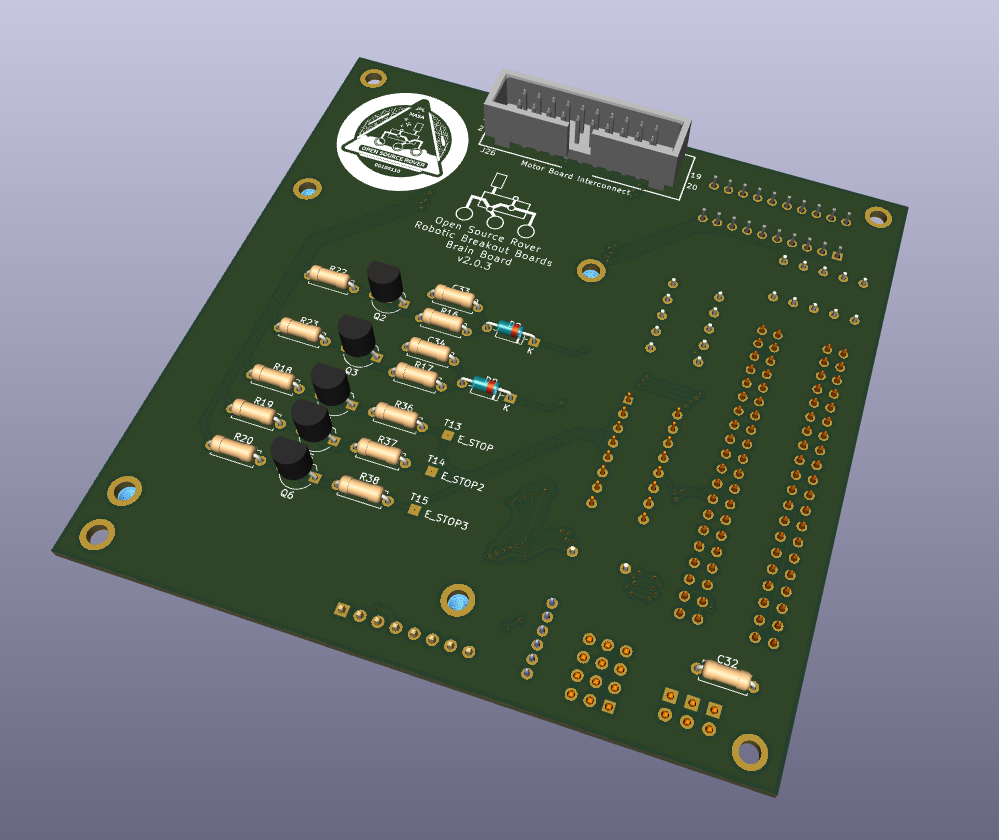 JPL
NASA
OPEN SOURCE ROVER
J26
Motor Board Interconnect
19
20
Open Source Rover
Robotic Breakout Boards
Brain Board
v2.0.3
R22
Q2
C33
R16
K
R23
Q3
C34
R17
K
R18
R19
R20
Q6
R36
R37
R38
T13
E_STOP
T14
E_STOP2
T15
E_STOP3
C32